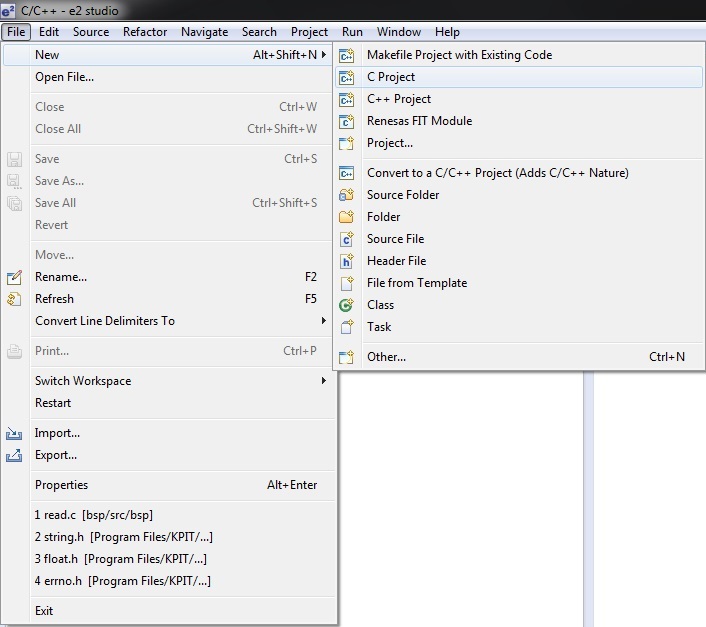 e² C/C++ - e2 studio
File Edit Source Refactor Navigate Search Project Run Window Help
New Alt+Shift+N
Open File...
Close Ctrl+W
Close All Ctrl+Shift+W
Save Ctrl+S
Save As...
Save All Ctrl+Shift+S
Revert
Move...
Rename... F2
Refresh F5
Convert Line Delimiters To
Print... Ctrl+P
Switch Workspace
Restart
Import...
Export...
Properties Alt+Enter
1 read.c [bsp/src/bsp]
2 string.h [Program Files/KPIT/...]
3 float.h [Program Files/KPIT/...]
4 errno.h [Program Files/KPIT/...]
Exit
Makefile Project with Existing Code
C Project
C++ Project
Renesas FIT Module
Project...
Convert to a C/C++ Project (Adds C/C++ Nature)
Source Folder
Folder
Source File
Header File
File from Template
Class
Task
Other... Ctrl+N